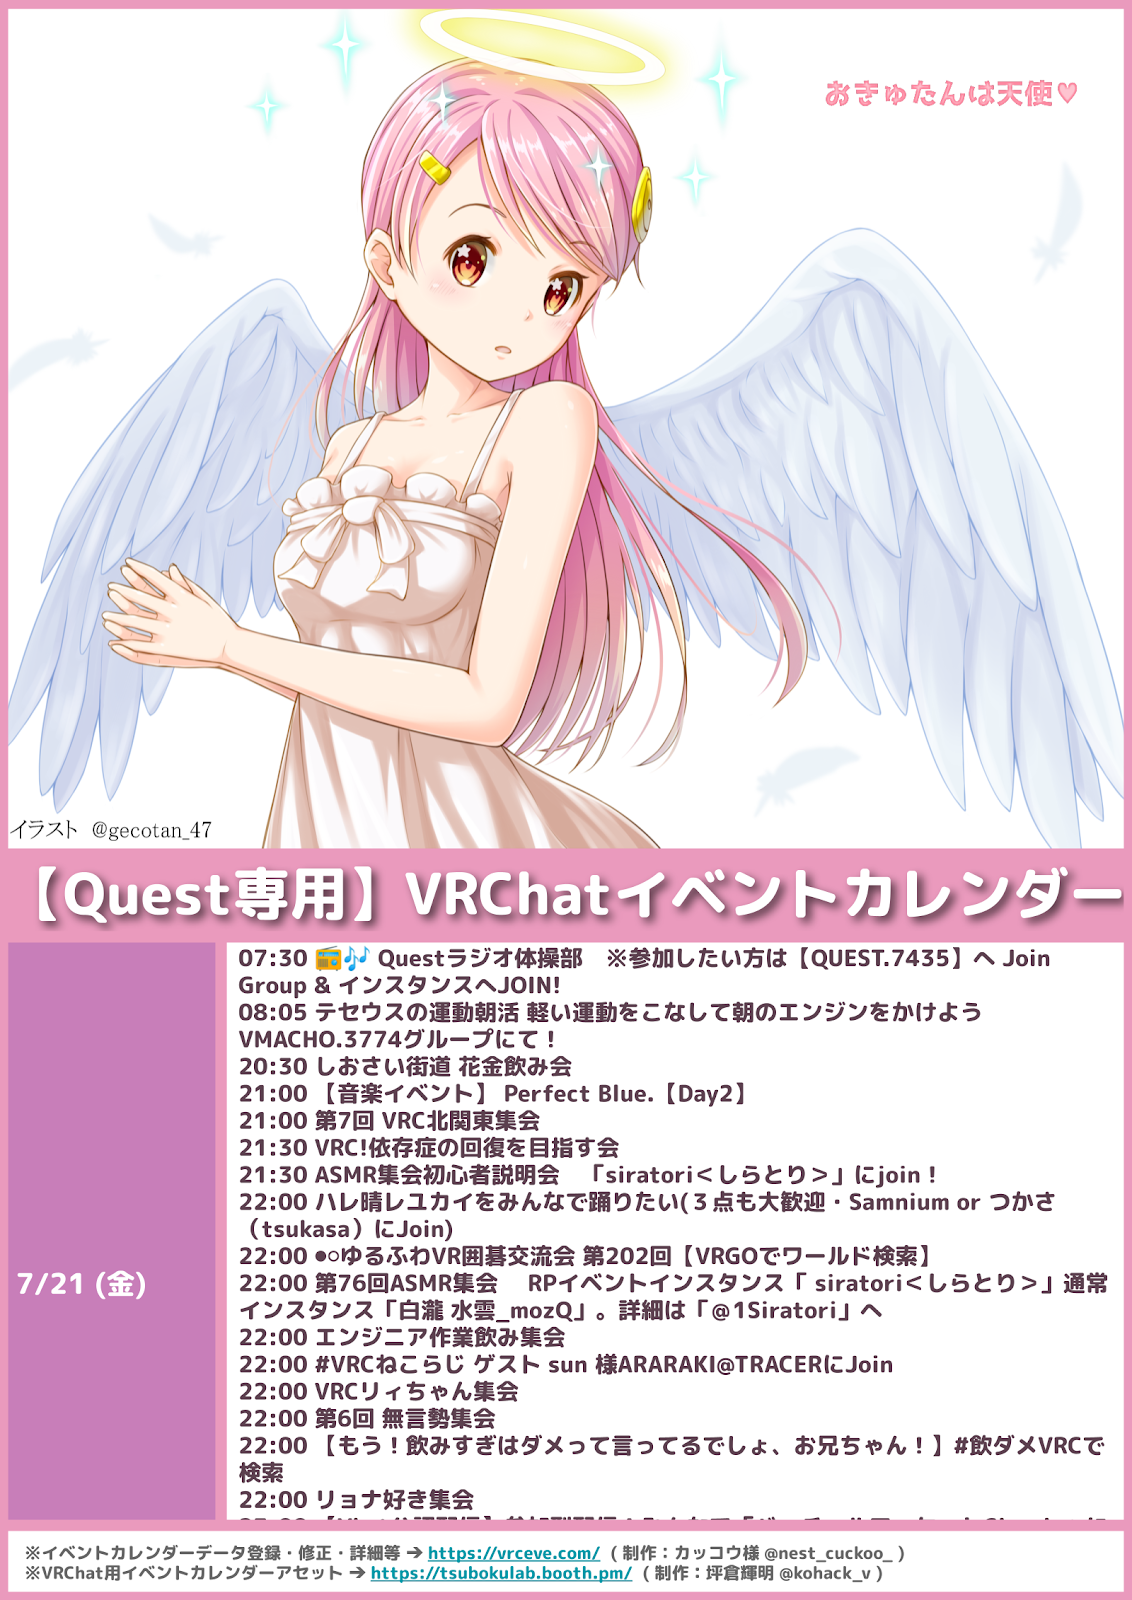 おきゅたんは天使♥
イラスト @gecotan_47
【Quest専用】VRChatイベントカレンダー
7/21 (金)
07:30 📻🎶 Questラジオ体操部　※参加したい方は【QUEST.7435】へ Join
Group & インスタンスへJOIN!
08:05 テセウスの運動朝活 軽い運動をこなして朝のエンジンをかけよう
VMACHO.3774グループにて！
20:30 しおさい街道 花金飲み会
21:00 【音楽イベント】 Perfect Blue.【Day2】
21:00 第7回 VRC北関東集会
21:30 VRC!依存症の回復を目指す会
21:30 ASMR集会初心者説明会　「siratori＜しらとり＞」にjoin！
22:00 ハレ晴レユカイをみんなで踊りたい(３点も大歓迎・Samnium or つかさ
（tsukasa）にJoin)
22:00 ●○ゆるふわVR囲碁交流会 第202回【VRGOでワールド検索】
22:00 第76回ASMR集会　 RPイベントインスタンス「 siratori＜しらとり＞」通常
インスタンス「白瀧 水雲_mozQ」。詳細は「@1Siratori」へ
22:00 エンジニア作業飲み集会
22:00 #VRCねこらじ ゲスト sun 様ARARAKI@TRACERにJoin
22:00 VRCリィちゃん集会
22:00 第6回 無言勢集会
22:00 【もう！飲みすぎはダメって言ってるでしょ、お兄ちゃん！】#飲ダメVRCで
検索
22:00 リョナ好き集会
※イベントカレンダーデータ登録・修正・詳細等 → https://vrceve.com/ （制作：カッコウ様 @nest_cuckoo_ ）
※VRChat用イベントカレンダーアセット → https://tsubokulab.booth.pm/ （制作：坪倉輝明 @kohack_v ）